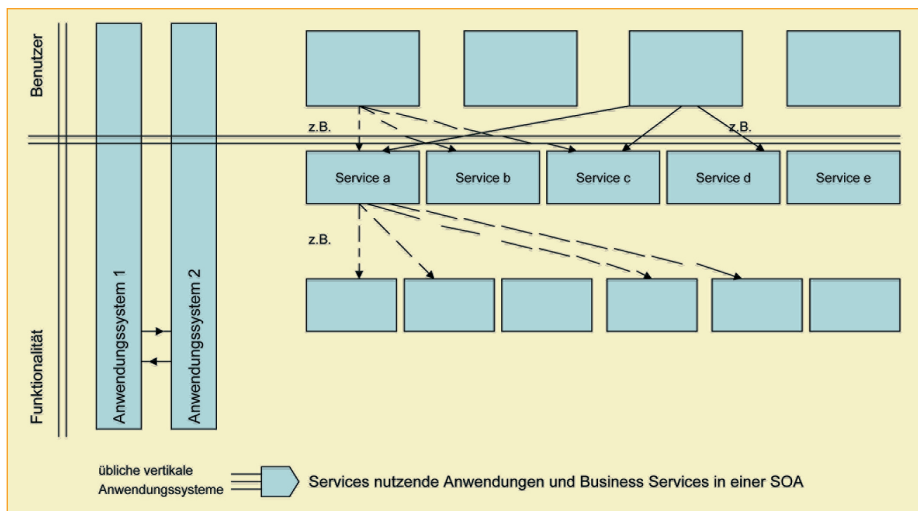 Benutzer
Funktionalität
Anwendungssystem 1
Anwendungssystem 2
z.B.
z.B.
Service a
Service b
Service c
Service d
Service e
z.B.
übliche vertikale
Anwendungssysteme
Services nutzende Anwendungen und Business Services in einer SOA